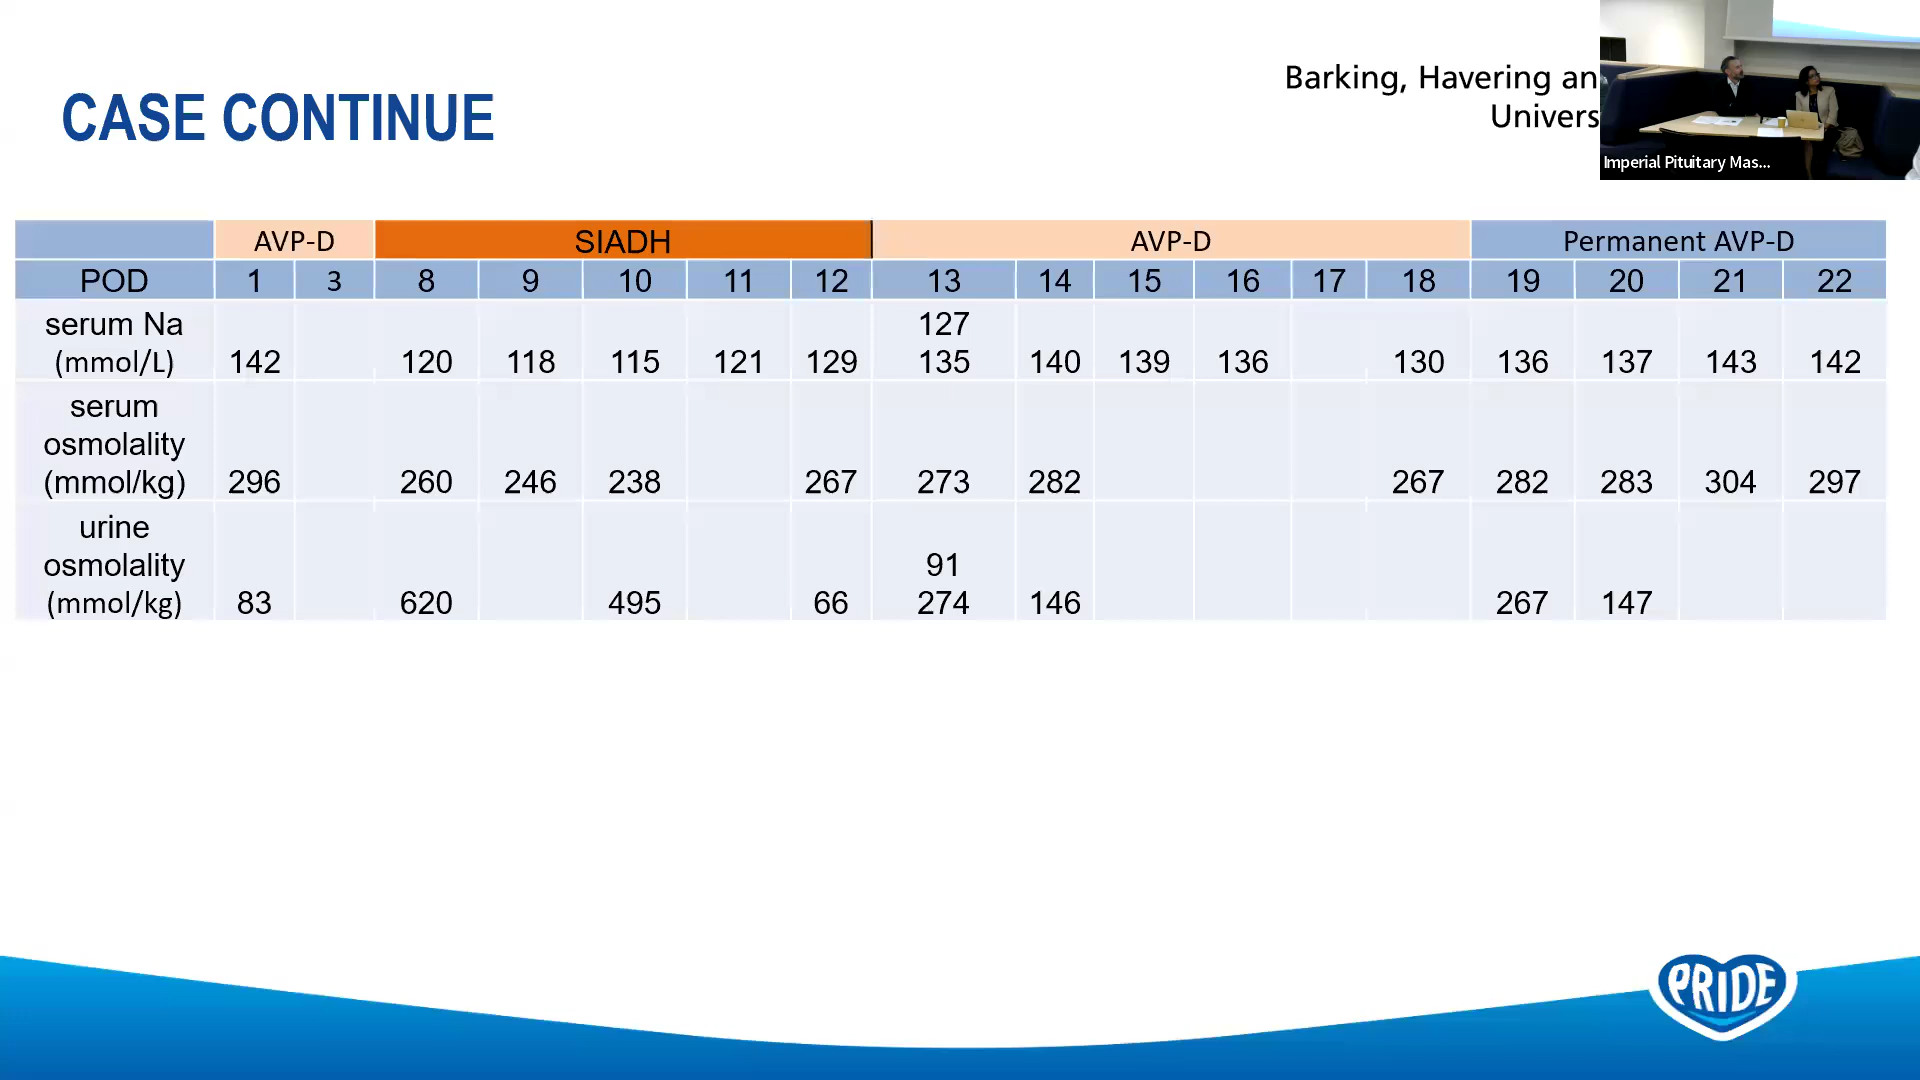 CASE CONTINUE
Barking, Havering an
Univers
Imperial Pituitary Mas...
AVP-D SIADH AVP-D Permanent AVP-D
POD 1 3 8 9 10 11 12 13 14 15 16 17 18 19 20 21 22
serum Na 127
(mmol/L) 142 120 118 115 121 129 135 140 139 136 130 136 137 143 142
serum
osmolality
(mmol/kg) 296 260 246 238 267 273 282 267 282 283 304 297
urine
osmolality 91
(mmol/kg) 83 620 495 66 274 146 267 147
PRIDE